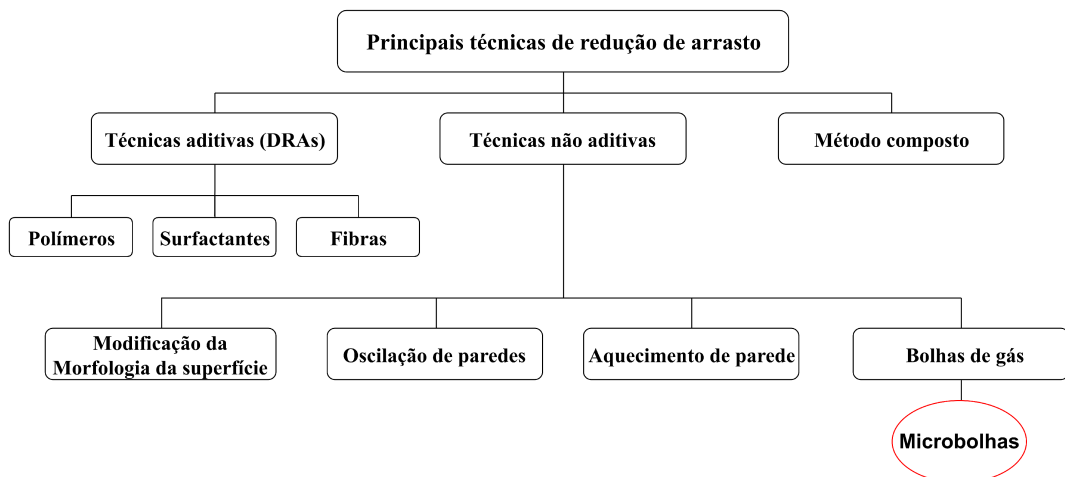 Principais técnicas de redução de arrasto
Técnicas aditivas (DRAs)
Técnicas não aditivas
Método composto
Polímeros
Surfactantes
Fibras
Modificação da
Morfologia da superfície
Oscilação de paredes
Aquecimento de parede
Bolhas de gás
Microbolhas